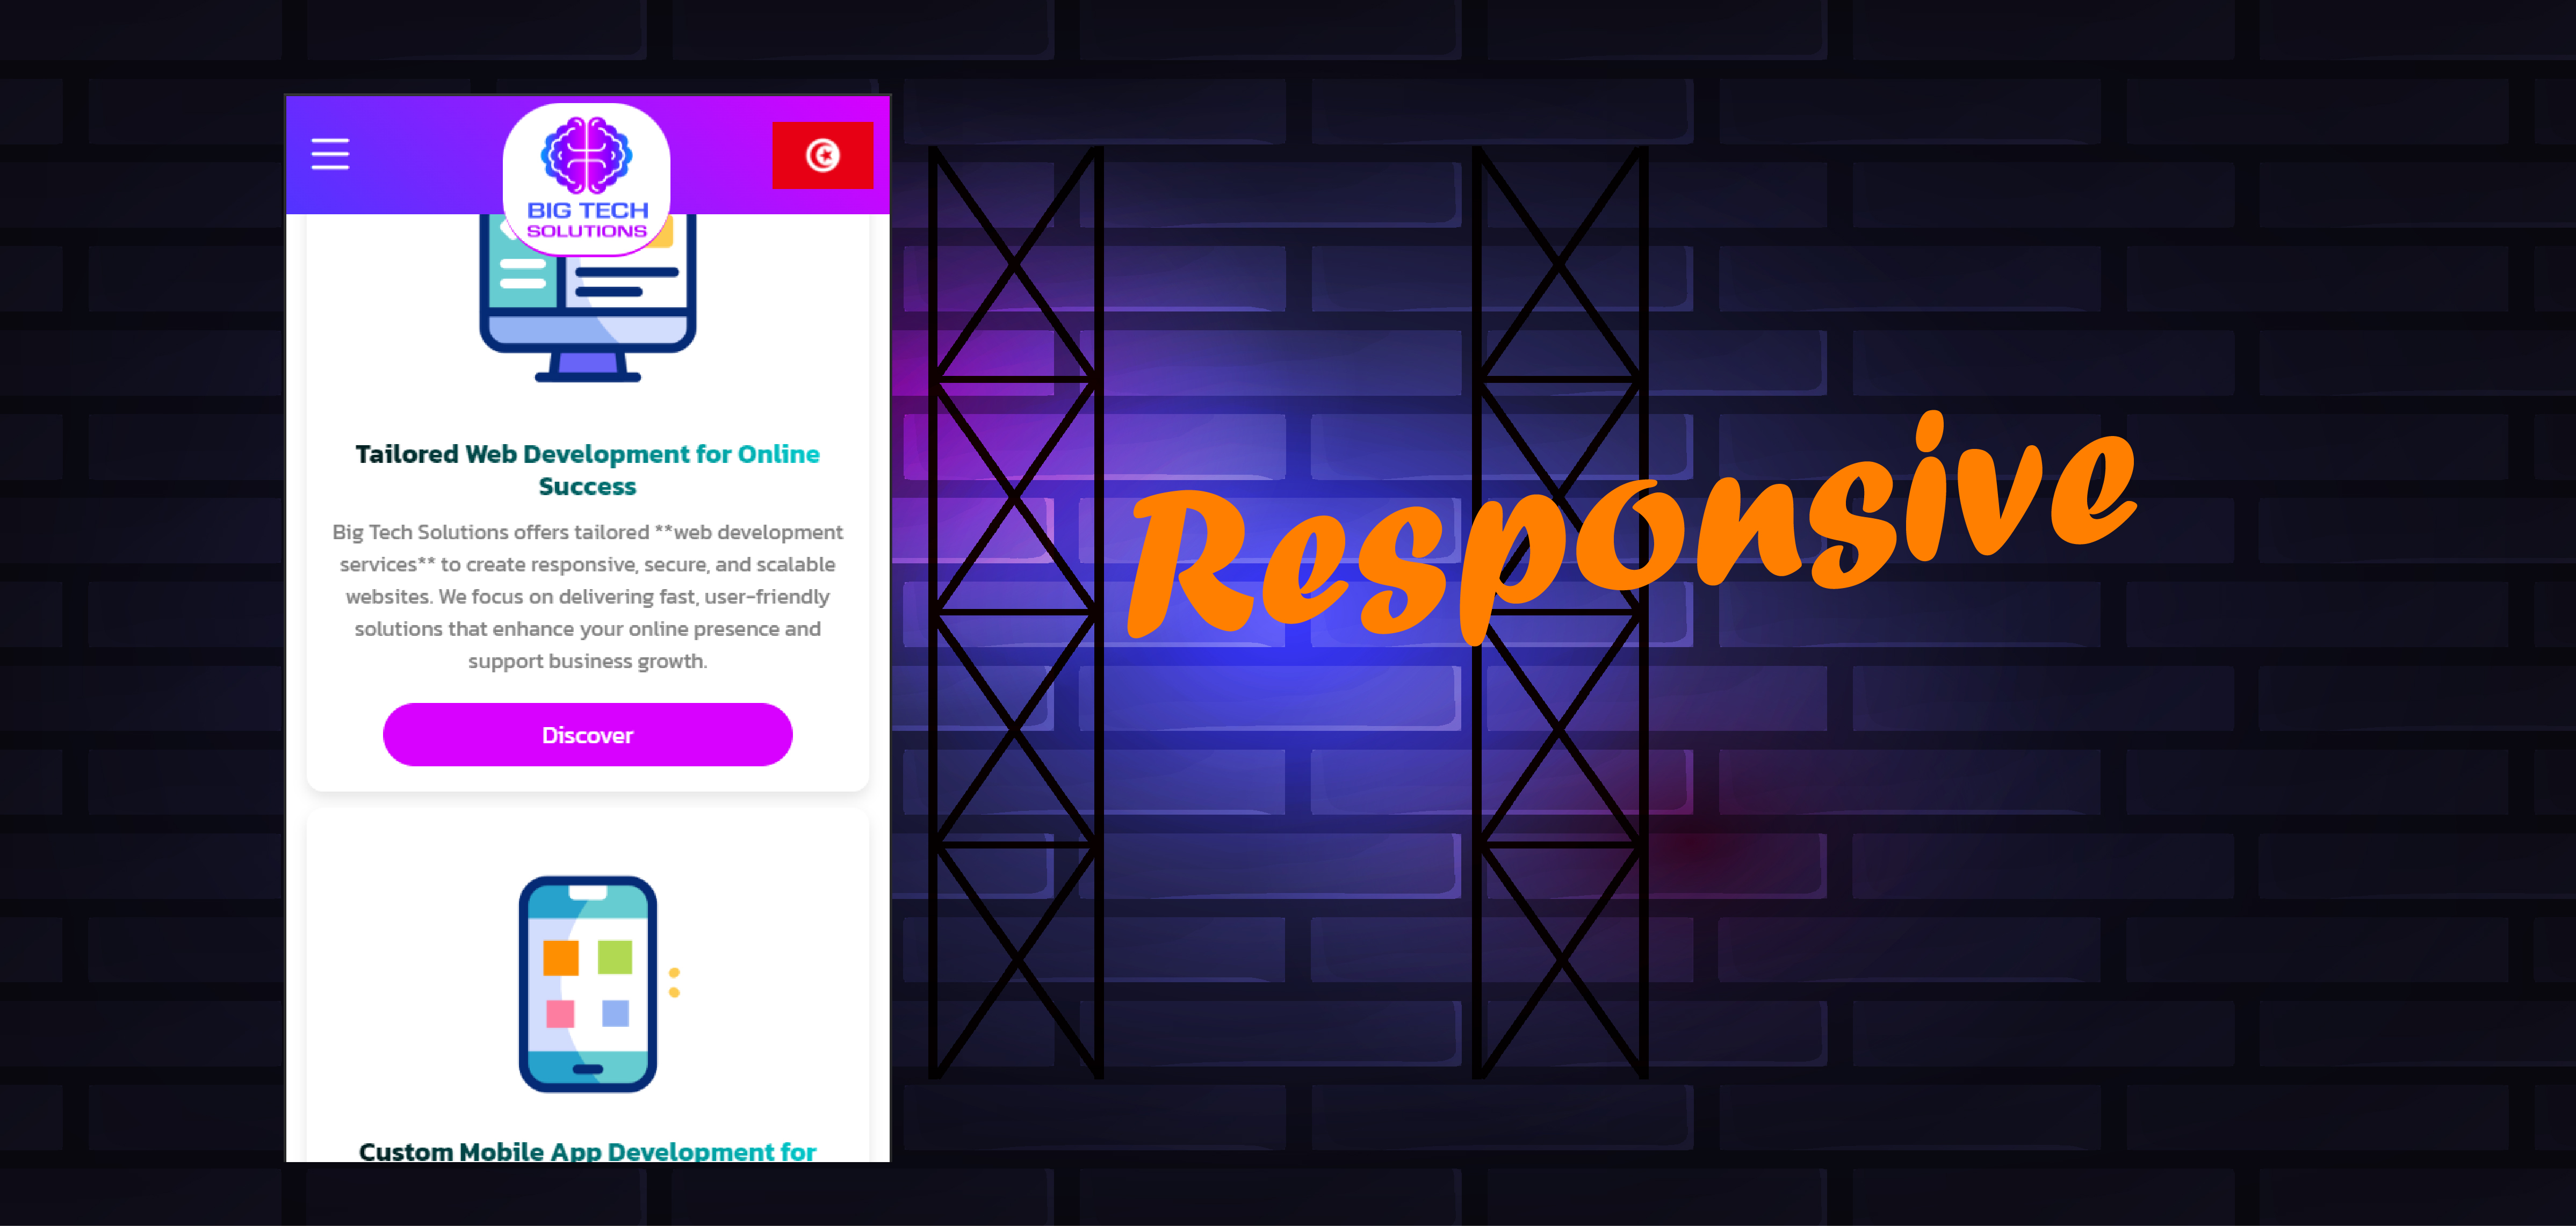 BIG TECH
SOLUTIONS
Tailored Web Development for Online
Success
Big Tech Solutions offers tailored **web development
services** to create responsive, secure, and scalable
websites. We focus on delivering fast, user-friendly
solutions that enhance your online presence and
support business growth.
Discover
Custom Mobile App Development for
Responsive